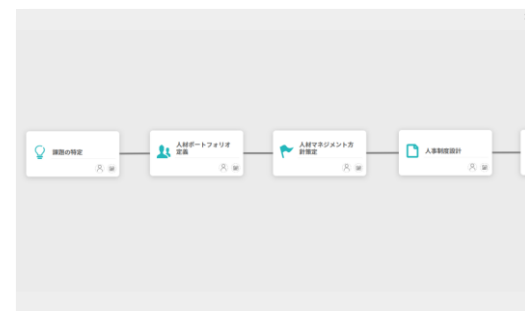 課題の特定
人材ポートフォリオ
定義
人材マネジメント方
針策定
人事制度設計